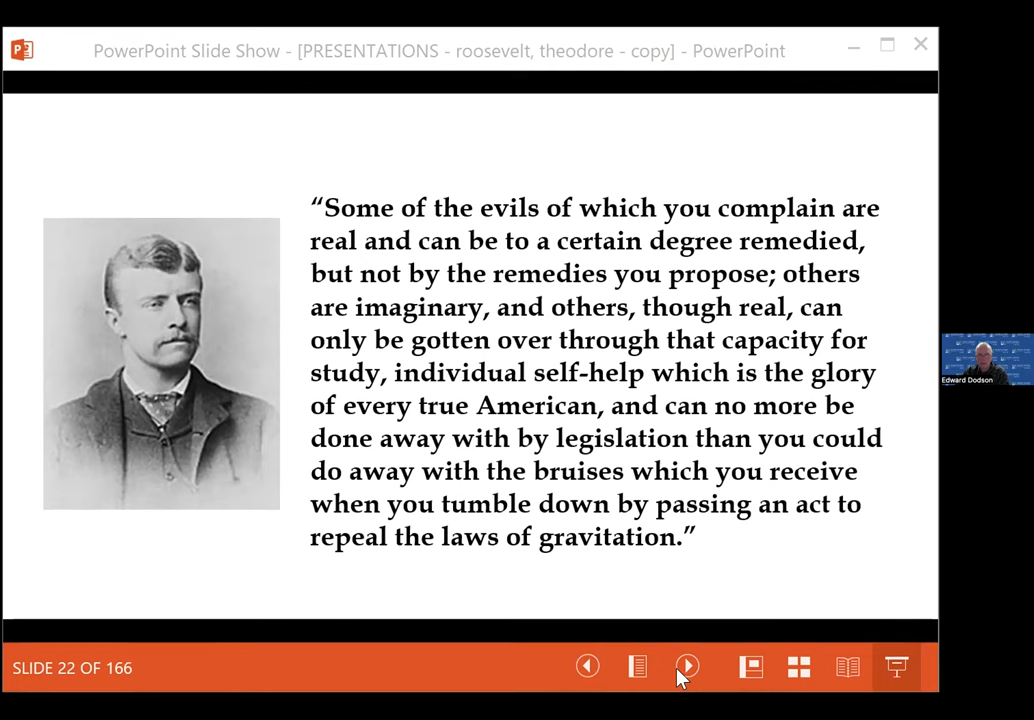 PowerPoint Slide Show - [PRESENTATIONS - roosevelt, theodore - copy] - PowerPoint
“Some of the evils of which you complain are
real and can be to a certain degree remedied,
but not by the remedies you propose; others
are imaginary, and others, though real, can
only be gotten over through that capacity for
study, individual self-help which is the glory
of every true American, and can no more be
done away with by legislation than you could
do away with the bruises which you receive
when you tumble down by passing an act to
repeal the laws of gravitation.”
Edward Dodson
SLIDE 22 OF 166